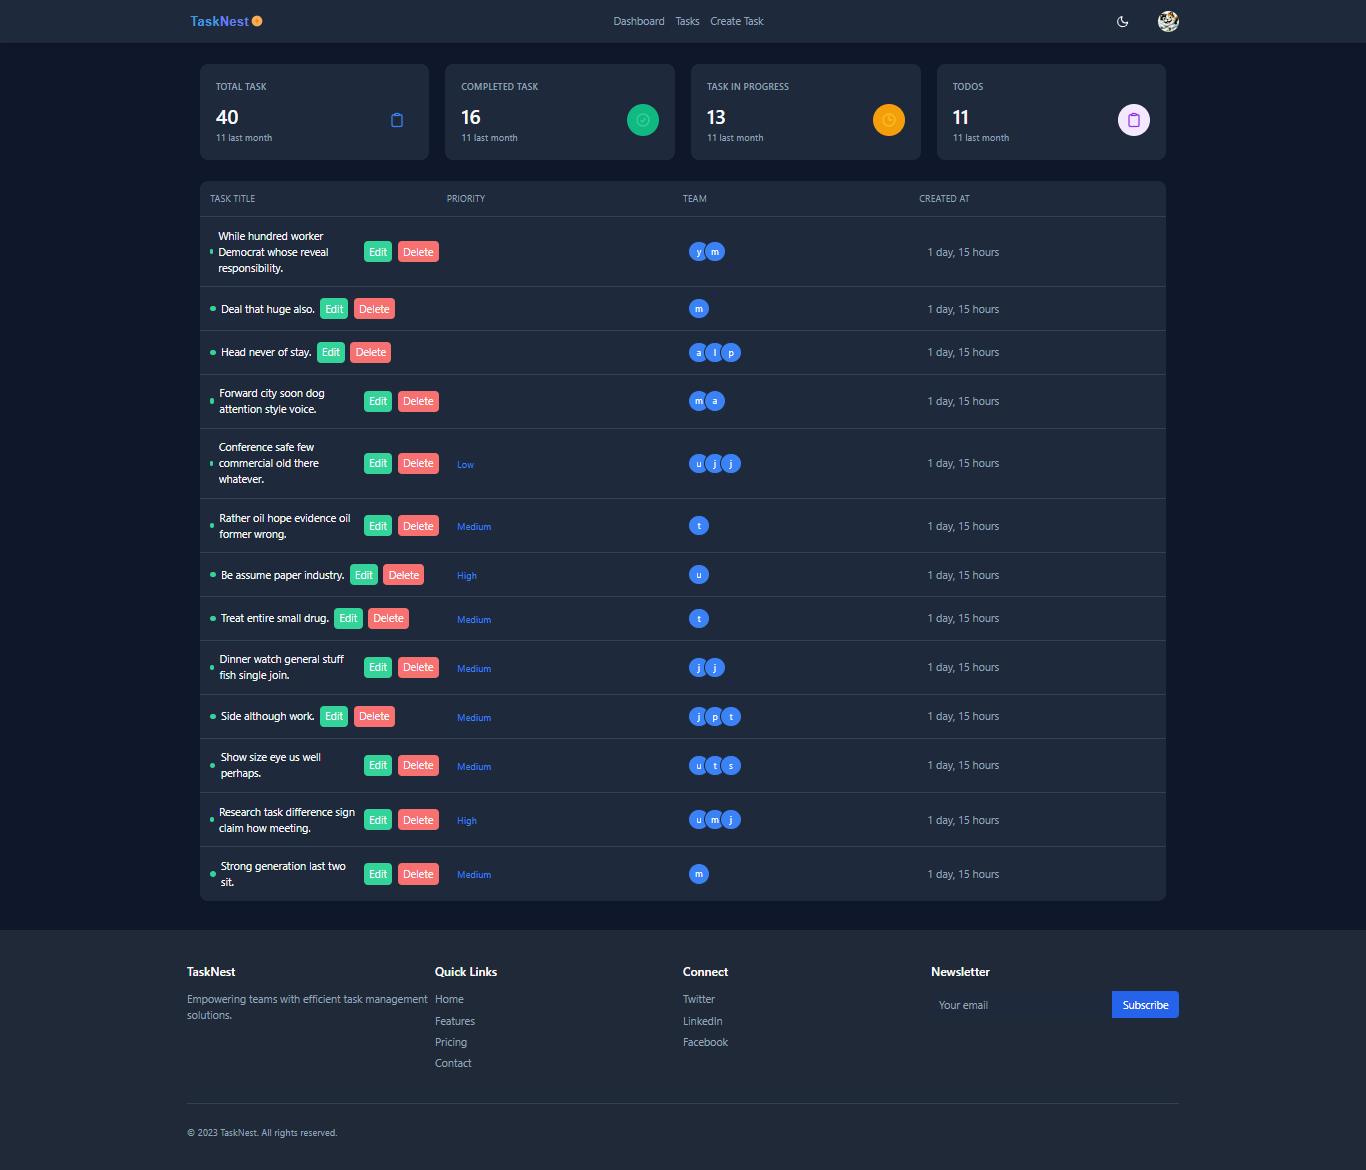 TaskNest
Dashboard Tasks Create Task
TOTAL TASK
40
11 last month
COMPLETED TASK
16
11 last month
TASK IN PROGRESS
13
11 last month
TODOS
11
11 last month
TASK TITLE PRIORITY TEAM CREATED AT
While hundred worker
Democrat whose reveal
responsibility.
Edit Delete y m 1 day, 15 hours
Deal that huge also. Edit Delete m 1 day, 15 hours
Head never of stay. Edit Delete a l p 1 day, 15 hours
Forward city soon dog
attention style voice.
Edit Delete m a 1 day, 15 hours
Conference safe few
commercial old there
whatever.
Edit Delete Low u j j 1 day, 15 hours
Rather oil hope evidence oil
former wrong.
Edit Delete Medium t 1 day, 15 hours
Be assume paper industry. Edit Delete High u 1 day, 15 hours
Treat entire small drug. Edit Delete Medium t 1 day, 15 hours
Dinner watch general stuff
fish single join.
Edit Delete Medium j j 1 day, 15 hours
Side although work. Edit Delete Medium j p t 1 day, 15 hours
Show size eye us well
perhaps.
Edit Delete Medium u t s 1 day, 15 hours
Research task difference sign
claim how meeting.
Edit Delete High u m j 1 day, 15 hours
Strong generation last two
sit.
Edit Delete Medium m 1 day, 15 hours
TaskNest
Empowering teams with efficient task management
solutions.
Quick Links
Home
Features
Pricing
Contact
Connect
Twitter
LinkedIn
Facebook
Newsletter
Your email Subscribe
© 2023 TaskNest. All rights reserved.